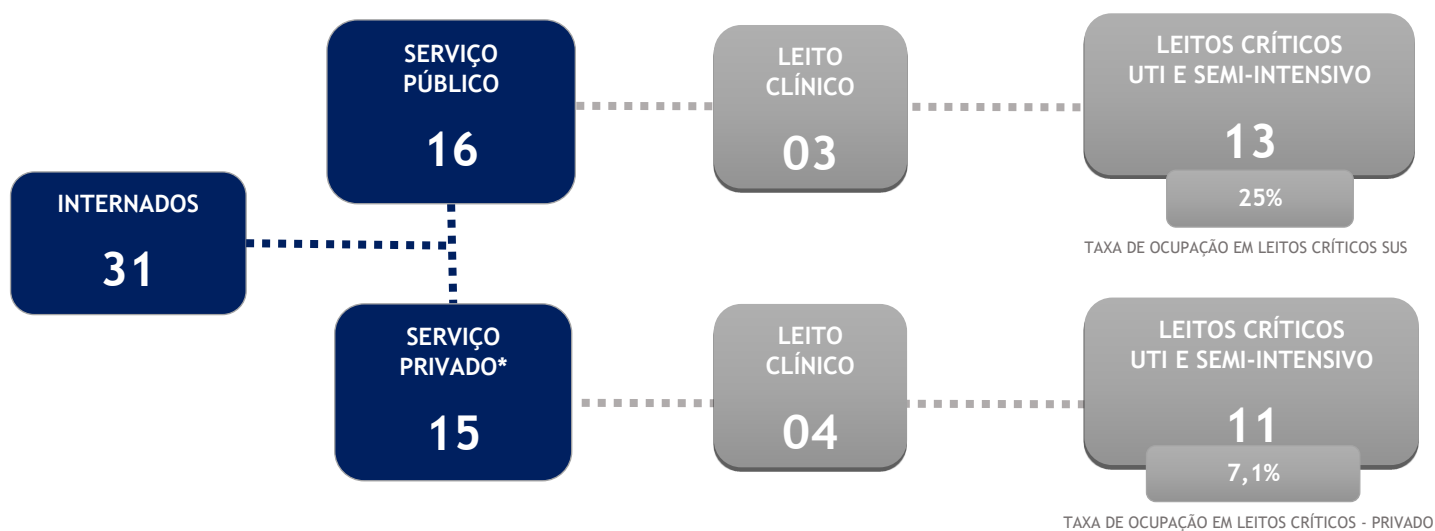 INTERNADOS
31
SERVIÇO
PÚBLICO
16
LEITO
CLÍNICO
03
LEITOS CRÍTICOS
UTI E SEMI-INTENSIVO
13
25%
TAXA DE OCUPAÇÃO EM LEITOS CRÍTICOS SUS
SERVIÇO
PRIVADO*
15
LEITO
CLÍNICO
04
LEITOS CRÍTICOS
UTI E SEMI-INTENSIVO
11
7,1%
TAXA DE OCUPAÇÃO EM LEITOS CRÍTICOS - PRIVADO